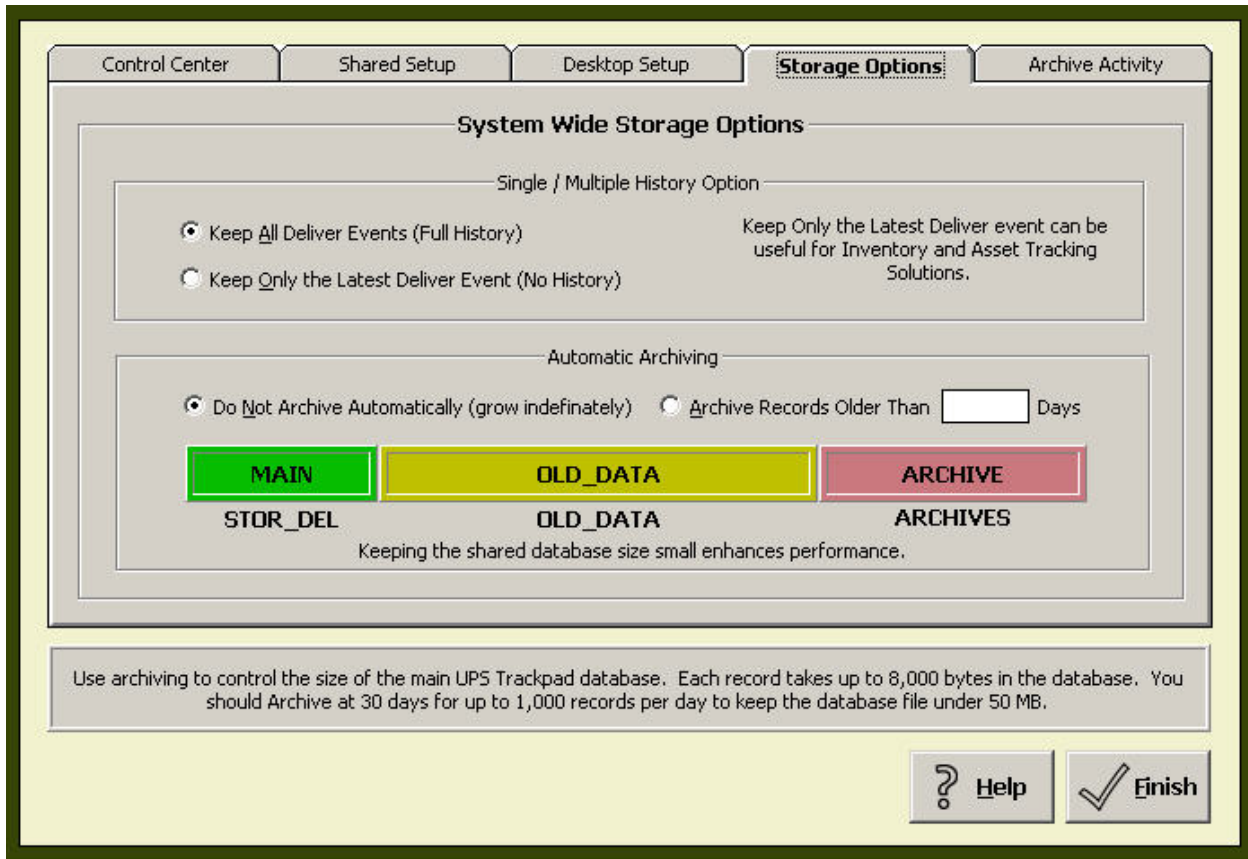 Control Center
Shared Setup
Desktop Setup
Storage Options
Archive Activity
System Wide Storage Options
Single / Multiple History Option
Keep All Deliver Events (Full History)
Keep Only the Latest Deliver Event (No History)
Keep Only the Latest Deliver event can be
useful for Inventory and Asset Tracking
Solutions.
Automatic Archiving
Do Not Archive Automatically (grow indefinately)
Archive Records Older Than
Days
MAIN
OLD_DATA
ARCHIVE
STOR_DEL
OLD_DATA
ARCHIVES
Keeping the shared database size small enhances performance.
Use archiving to control the size of the main UPS Trackpad database.  Each record takes up to 8,000 bytes in the database.  You
should Archive at 30 days for up to 1,000 records per day to keep the database file under 50 MB.
Help
Finish